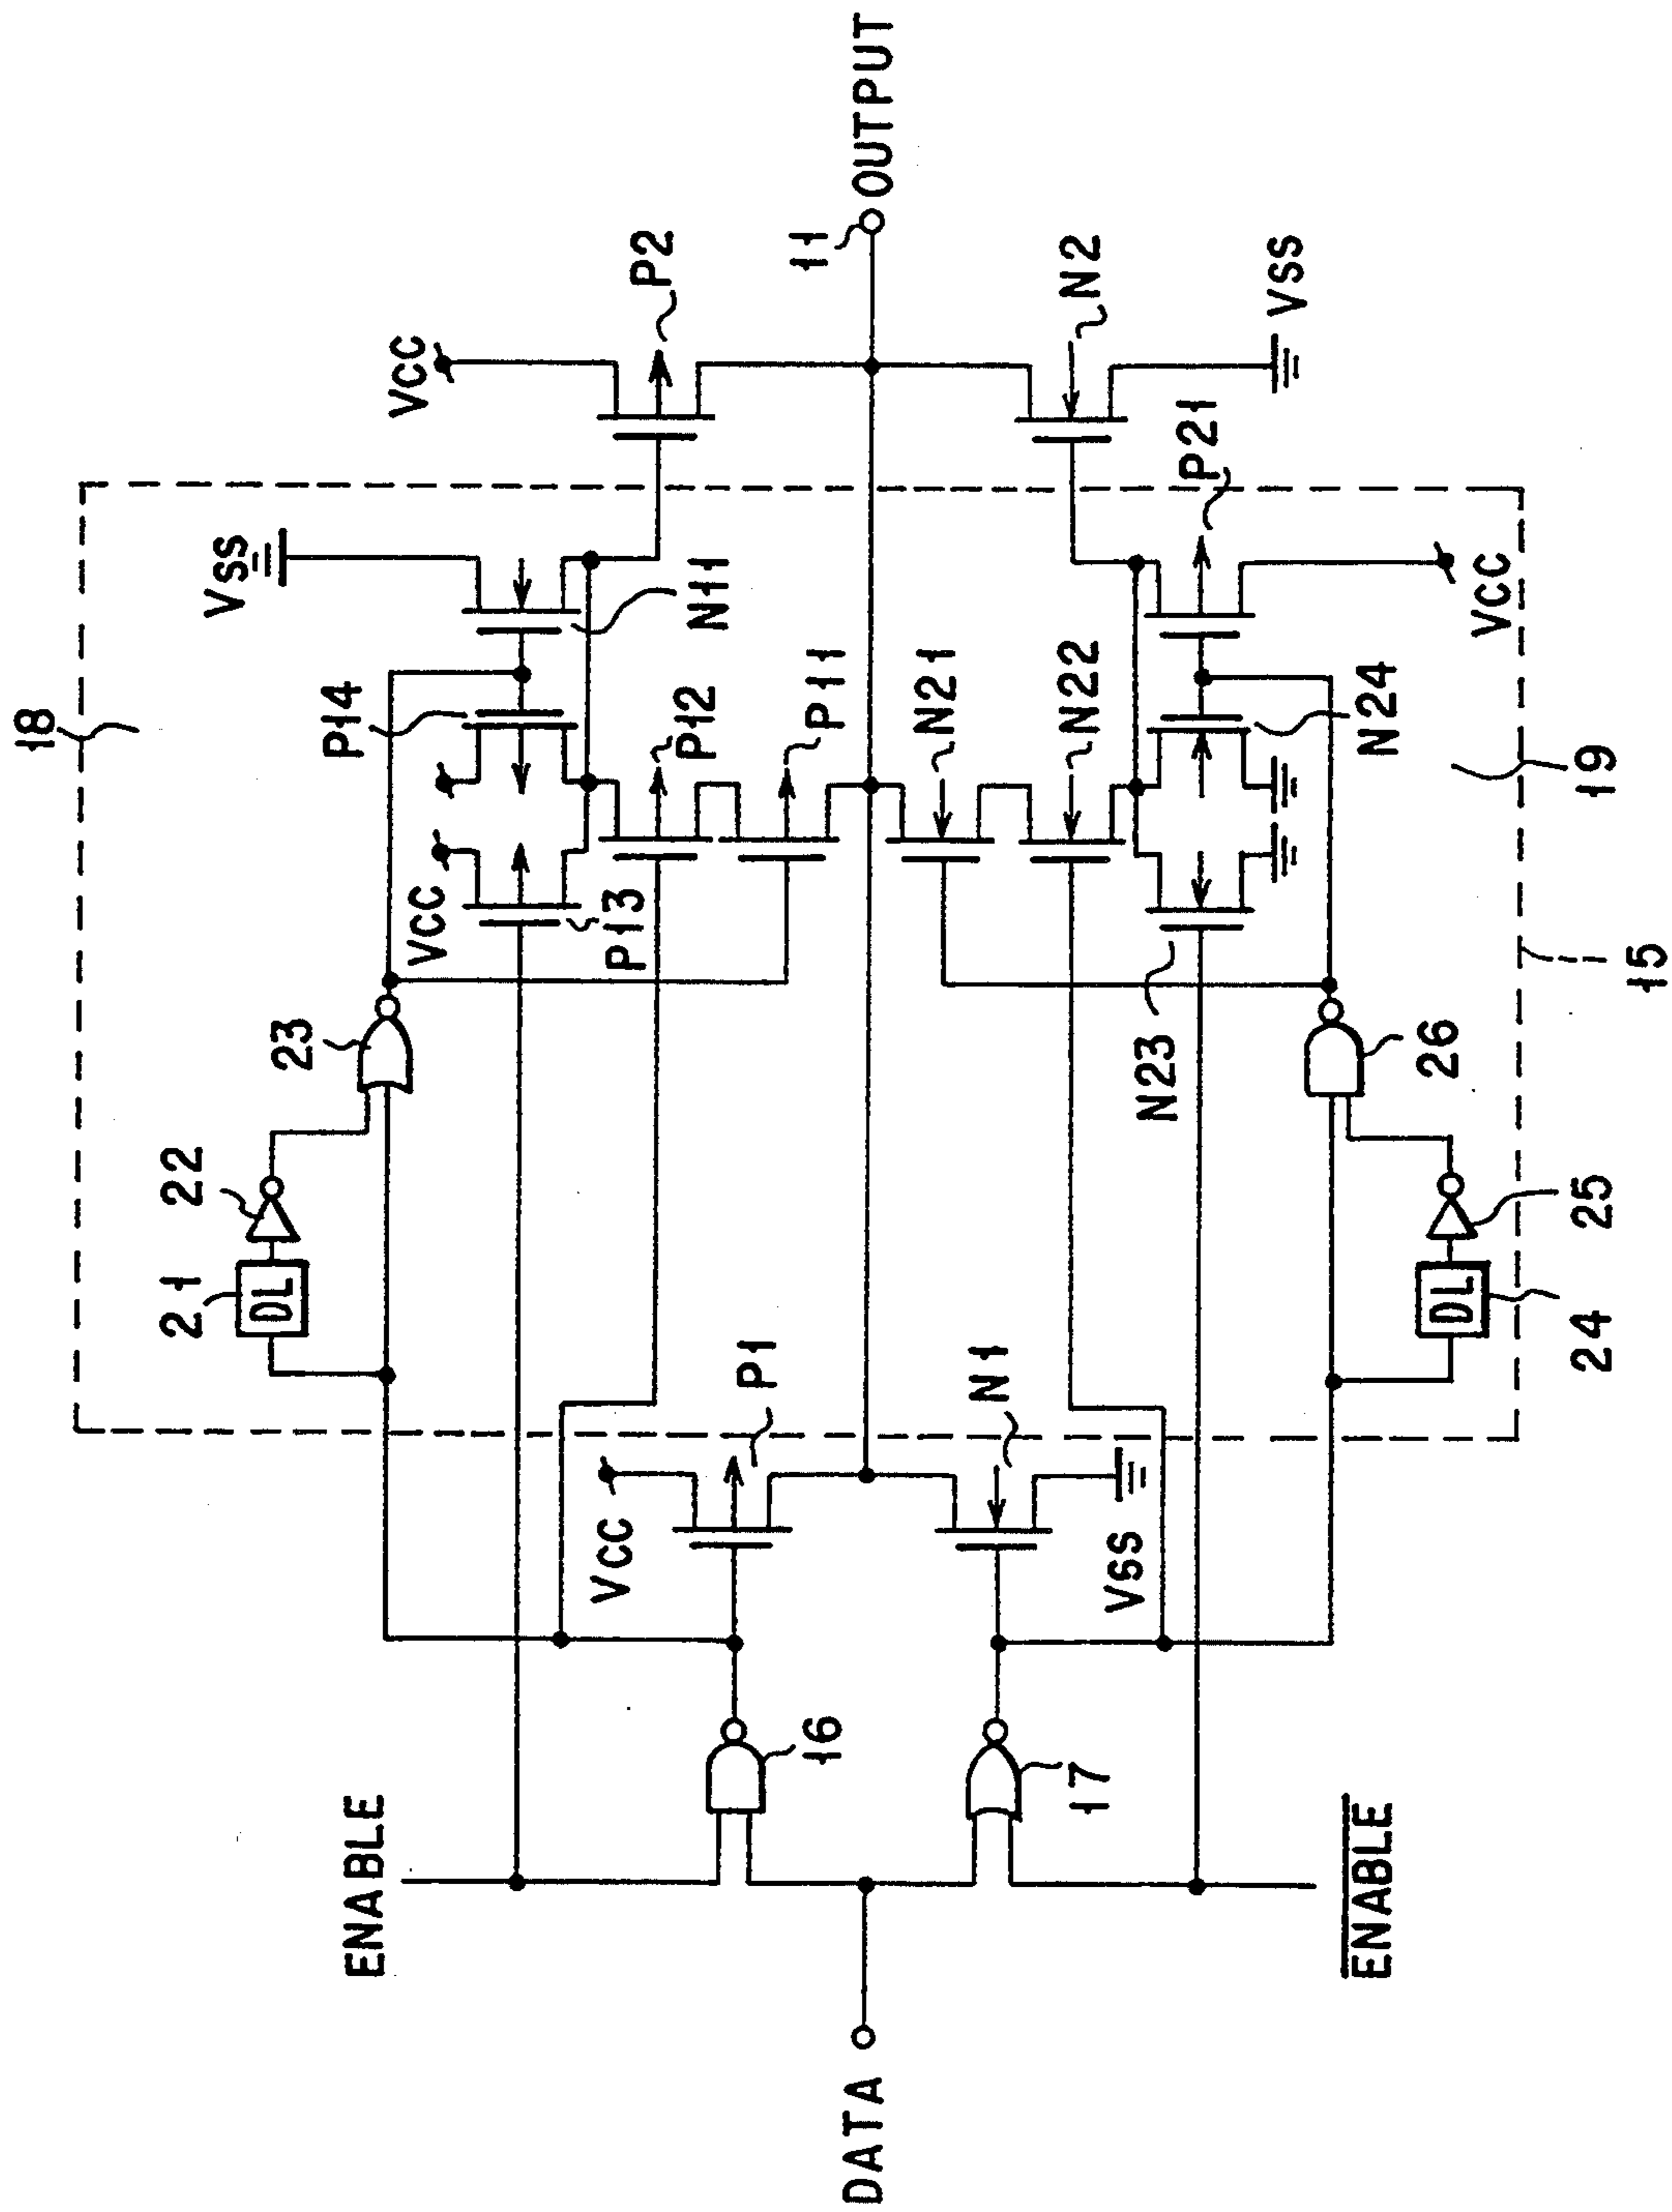 ENABLE
DATA
ENABLE
16
17
VCC
P1
N1
VSS
21
DL
22
23
24
DL
25
26
18
VCC
P13
P14
P12
P11
N11
VSS
N21
N22
N23
N24
P21
VCC
19
15
VCC
P2
N2
VSS
11
OUTPUT